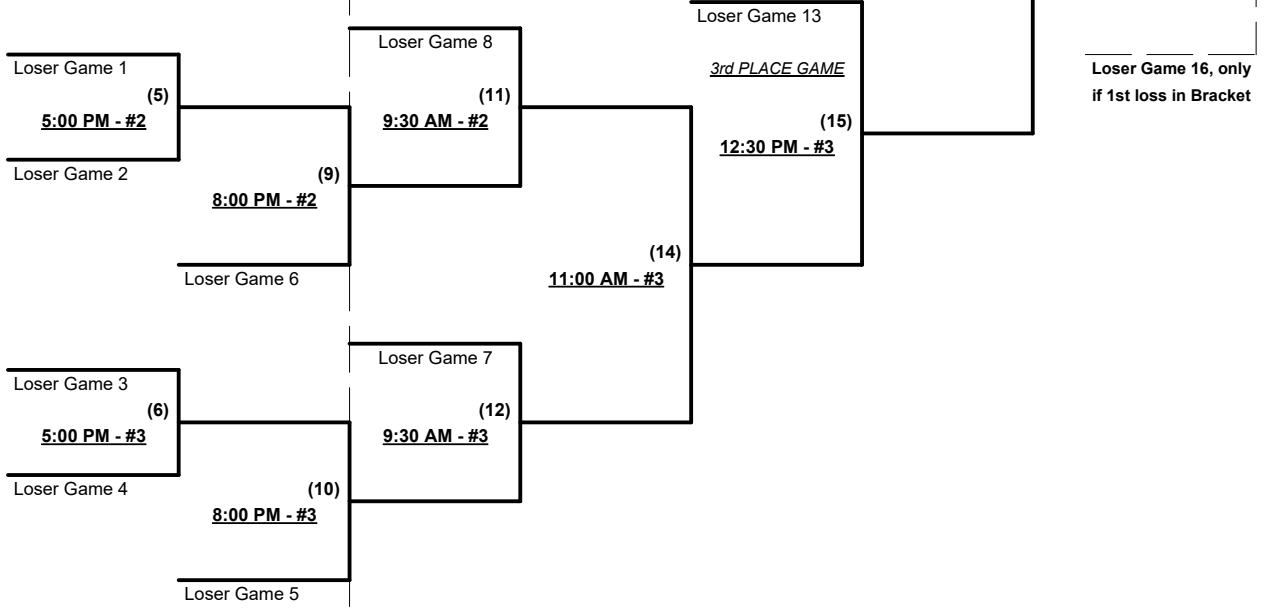 Loser Game 13
Loser Game 8
Loser Game 1
3rd PLACE GAME
Loser Game 16, only
if 1st loss in Bracket
(5)
5:00 PM - #2
(11)
9:30 AM - #2
(15)
12:30 PM - #3
Loser Game 2
(9)
8:00 PM - #2
(14)
11:00 AM - #3
Loser Game 6
Loser Game 7
Loser Game 3
(6)
5:00 PM - #3
(12)
9:30 AM - #3
Loser Game 4
(10)
8:00 PM - #3
Loser Game 5